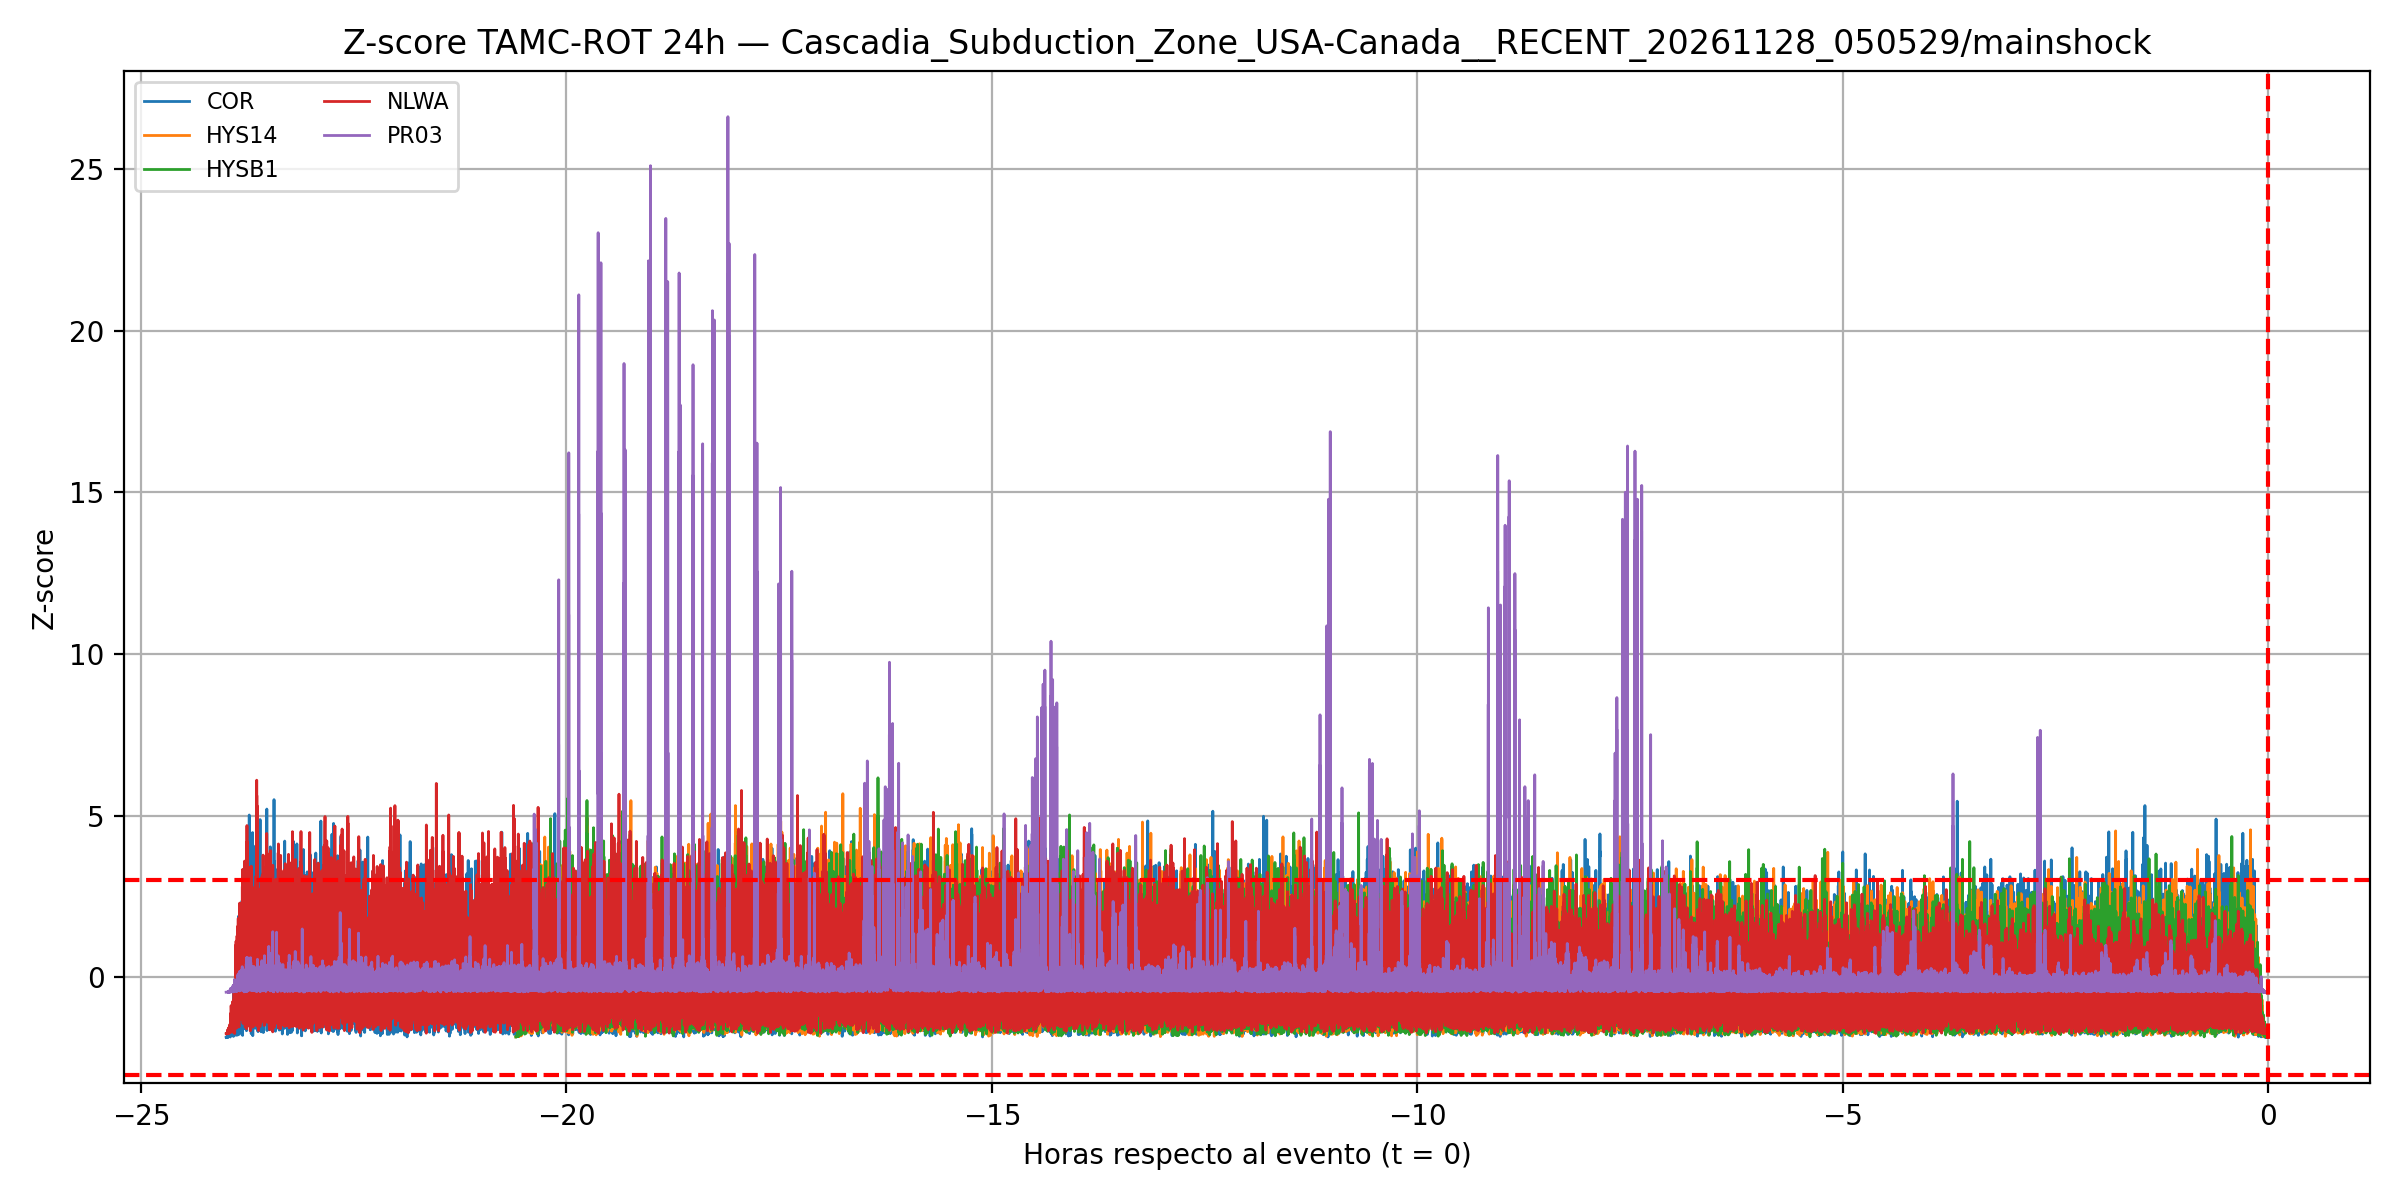 Z-score TAMC-ROT 24h — Cascadia_Subduction_Zone_USA-Canada__RECENT_20261128_050529/mainshock
COR
HYS14
HYSB1
NLWA
PR03
Z-score
25
20
15
10
5
0
−25
−20
−15
−10
−5
0
Horas respecto al evento (t = 0)